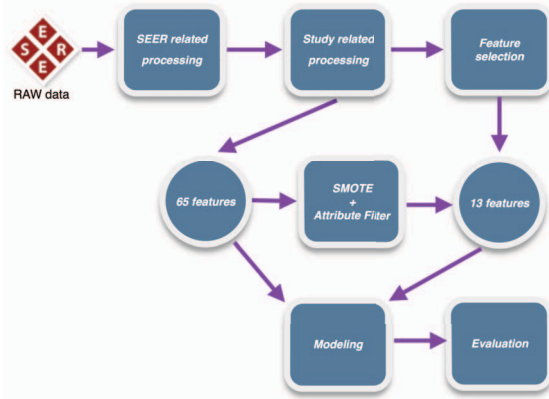 S E E R
RAW data
SEER related
processing
Study related
processing
Feature
selection
65 features
SMOTE
+
Attribute Filter
13 features
Modeling
Evaluation